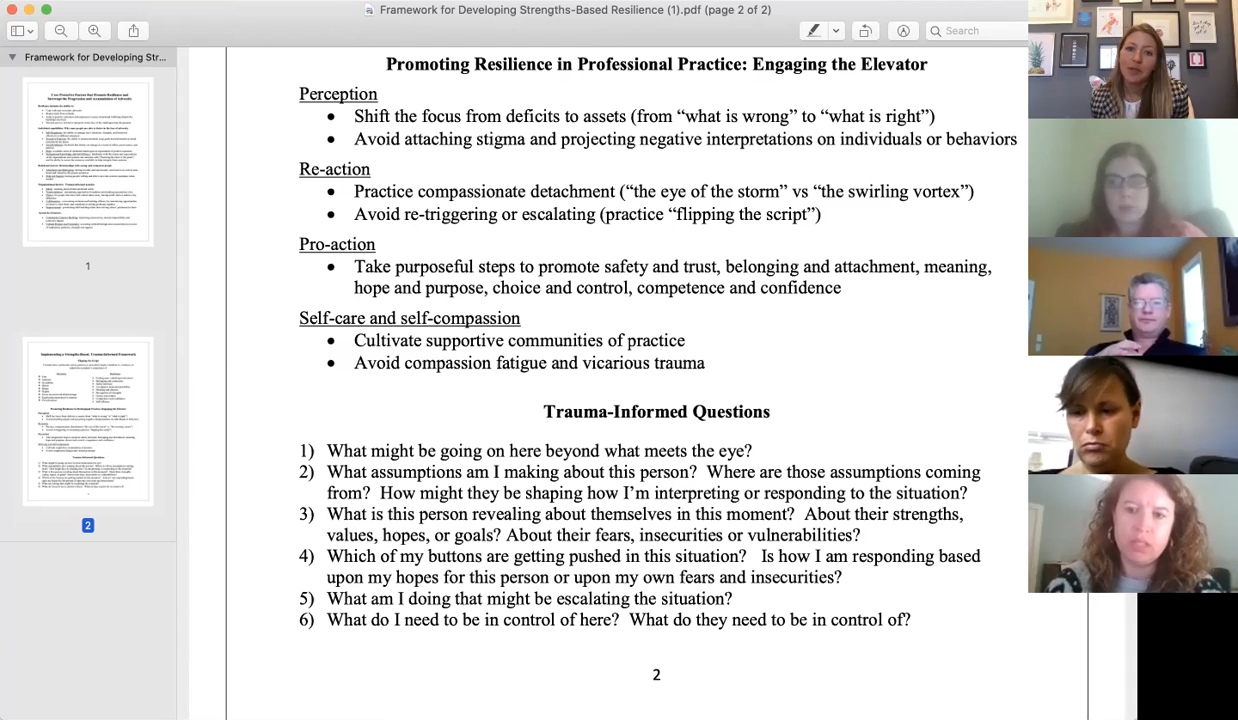 Framework for Developing Strengths-Based Resilience (1).pdf (page 2 of 2)
Search
Framework for Developing Str...
1
2
Promoting Resilience in Professional Practice: Engaging the Elevator
Perception
• Shift the focus from deficits to assets (from “what is wrong” to “what is right”)
• Avoid attaching stigma and projecting negative interpretations on individuals or behaviors
Re-action
• Practice compassionate detachment (“the eye of the storm” vs “the swirling vortex”)
• Avoid re-triggering or escalating (practice “flipping the script”)
Pro-action
• Take purposeful steps to promote safety and trust, belonging and attachment, meaning,
hope and purpose, choice and control, competence and confidence
Self-care and self-compassion
• Cultivate supportive communities of practice
• Avoid compassion fatigue and vicarious trauma
Trauma-Informed Questions
1) What might be going on here beyond what meets the eye?
2) What assumptions am I making about this person? Where are these assumptions coming
from? How might they be shaping how I’m interpreting or responding to the situation?
3) What is this person revealing about themselves in this moment? About their strengths,
values, hopes, or goals? About their fears, insecurities or vulnerabilities?
4) Which of my buttons are getting pushed in this situation? Is how I am responding based
upon my hopes for this person or upon my own fears and insecurities?
5) What am I doing that might be escalating the situation?
6) What do I need to be in control of here? What do they need to be in control of?
2